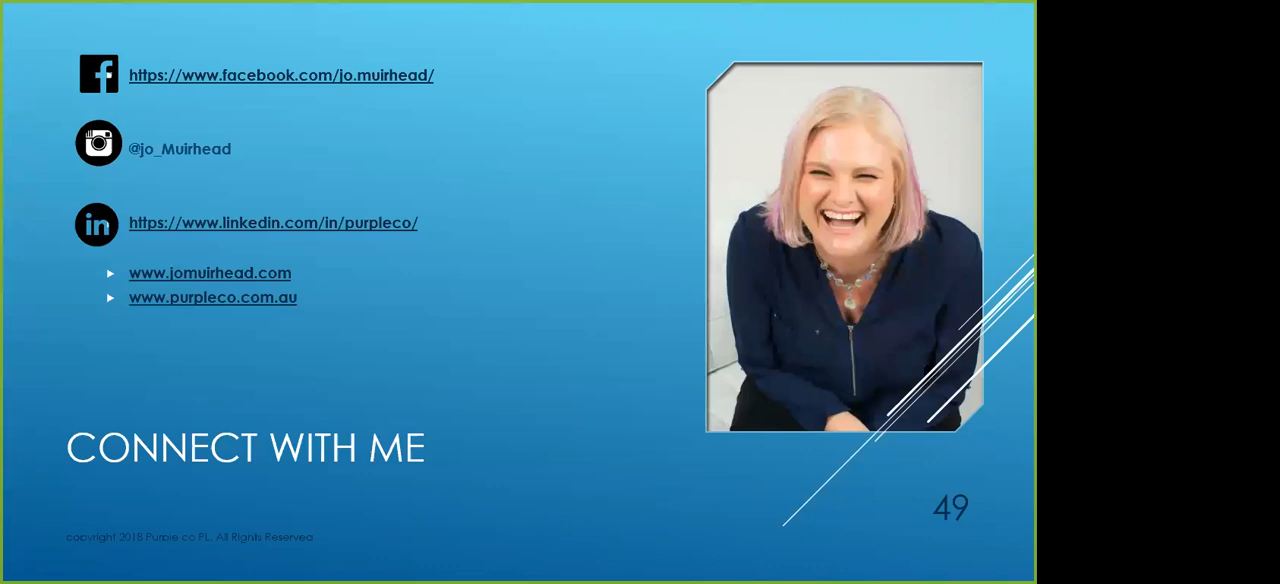 https://www.facebook.com/jo.muirhead/
@jo_Muirhead
in https://www.linkedin.com/in/purpleco/
www.jomuirhead.com
www.purpleco.com.au
CONNECT WITH ME
49
copyright 2018 Purple co PL. All Rights Reserved